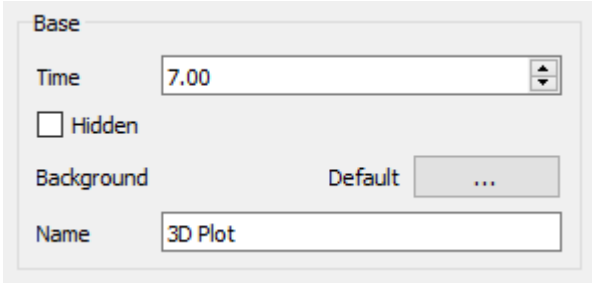 Base
Time 7.00
Hidden
Background Default ...
Name 3D Plot